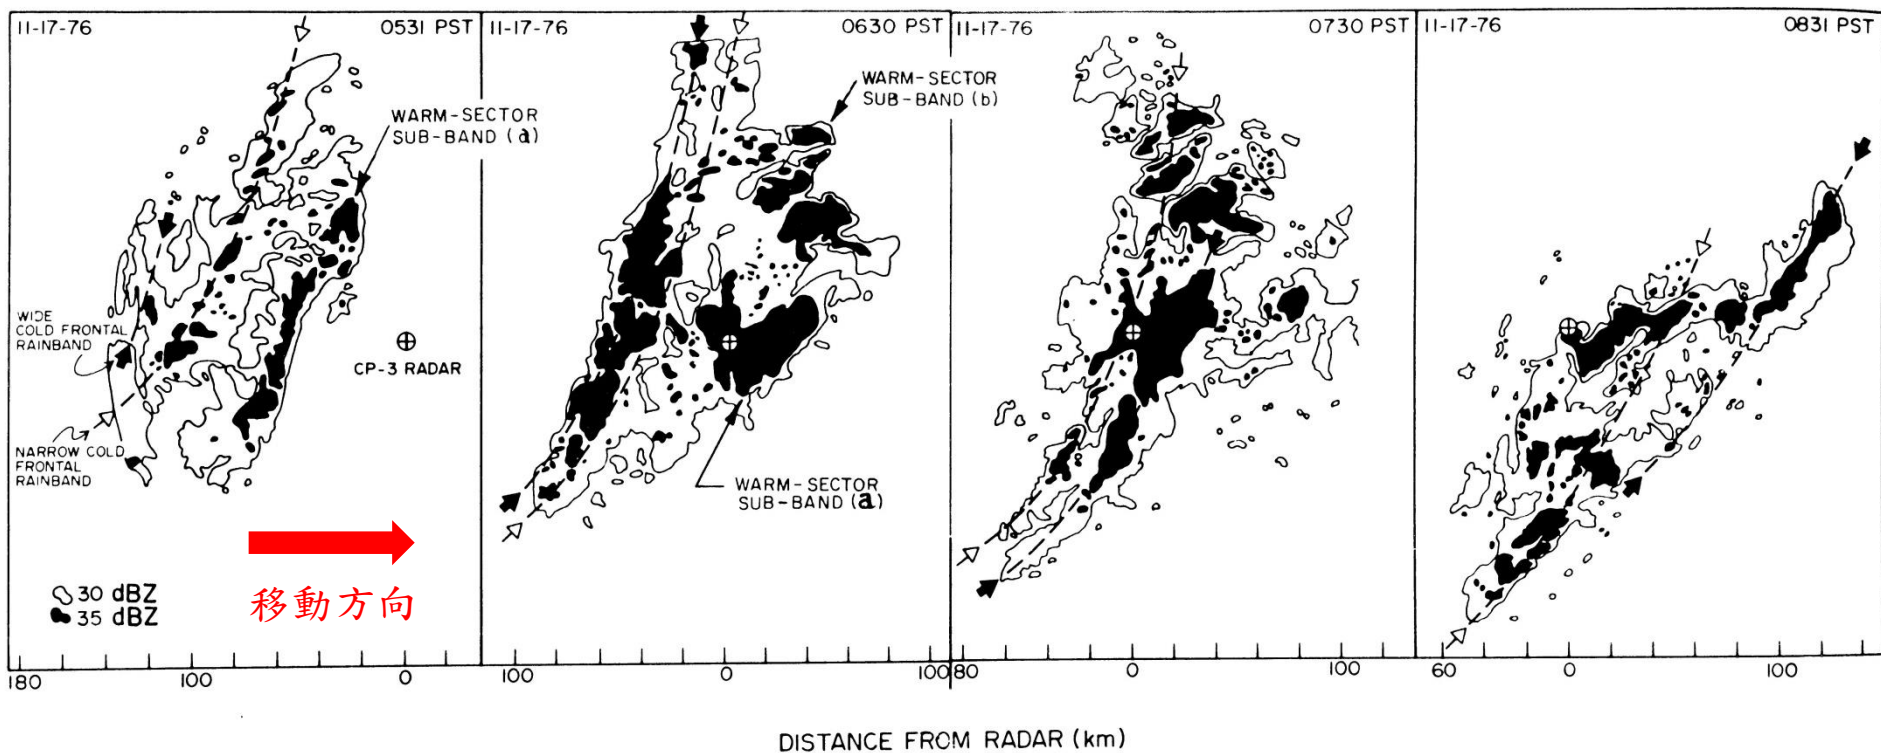 11-17-76
0531 PST
WARM-SECTOR
SUB-BAND (a)
WIDE
COLD FRONTAL
RAINBAND
CP-3 RADAR
NARROW COLD
FRONTAL
RAINBAND
30 dBZ
35 dBZ
移動方向
180
100
0
11-17-76
0630 PST
WARM-SECTOR
SUB-BAND (b)
WARM-SECTOR
SUB-BAND (a)
100
0
100
11-17-76
0730 PST
80
0
100
11-17-76
0831 PST
60
0
100
DISTANCE FROM RADAR (km)